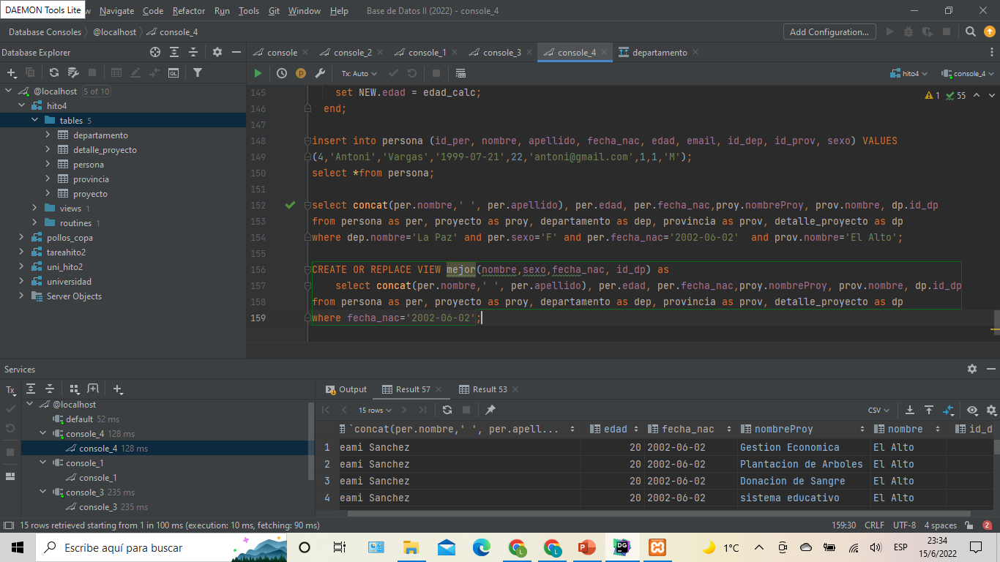 DAEMON Tools Lite
w Navigate Code Refactor Run Tools Git Window Help Base de Datos II (2022) - console_4
Database Consoles @localhost console_4 Add Configuration...
Database Explorer
console console_2 console_1 console_3 console_4 departamento
Tx: Auto hito4 console_4
@localhost 5 of 10
hito4
tables 5
departamento
detalle_proyecto
persona
provincia
proyecto
views 1
routines 1
pollos_copa
tareahito2
uni_hito2
universidad
Server Objects
1 55
145 set NEW.edad = edad_calc;
146 end;
147
148 insert into persona (id_per, nombre, apellido, fecha_nac, edad, email, id_dep, id_prov, sexo) VALUES
149 (4,'Antoni','Vargas','1999-07-21',22,'antoni@gmail.com',1,1,'M');
150 select *from persona;
151
152 select concat(per.nombre,' ', per.apellido), per.edad, per.fecha_nac,proy.nombreProy, prov.nombre, dp.id_dp
153 from persona as per, proyecto as proy, departamento as dep, provincia as prov, detalle_proyecto as dp
154 where dep.nombre='La Paz' and per.sexo='F' and per.fecha_nac='2002-06-02'  and prov.nombre='El Alto';
155
156 CREATE OR REPLACE VIEW mejor(nombre,sexo,fecha_nac, id_dp) as
157 select concat(per.nombre,' ', per.apellido), per.edad, per.fecha_nac,proy.nombreProy, prov.nombre, dp.id_dp
158 from persona as per, proyecto as proy, departamento as dep, provincia as prov, detalle_proyecto as dp
159 where fecha_nac='2002-06-02';
Services
Tx
@localhost
default 52 ms
console_4 128 ms
console_4 128 ms
console_1
console_1
console_3 235 ms
console_3 235 ms
Output Result 57 Result 53
15 rows CSV
`concat(per.nombre,' ', per.apell... edad fecha_nac nombreProy nombre id_d
1 eami Sanchez 20 2002-06-02 Gestion Economica El Alto
2 eami Sanchez 20 2002-06-02 Plantacion de Arboles El Alto
3 eami Sanchez 20 2002-06-02 Donacion de Sangre El Alto
4 eami Sanchez 20 2002-06-02 sistema educativo El Alto
15 rows retrieved starting from 1 in 100 ms (execution: 10 ms, fetching: 90 ms) 159:30 CRLF UTF-8 4 spaces 2
Escribe aquí para buscar 1°C ESP 23:34
15/6/2022